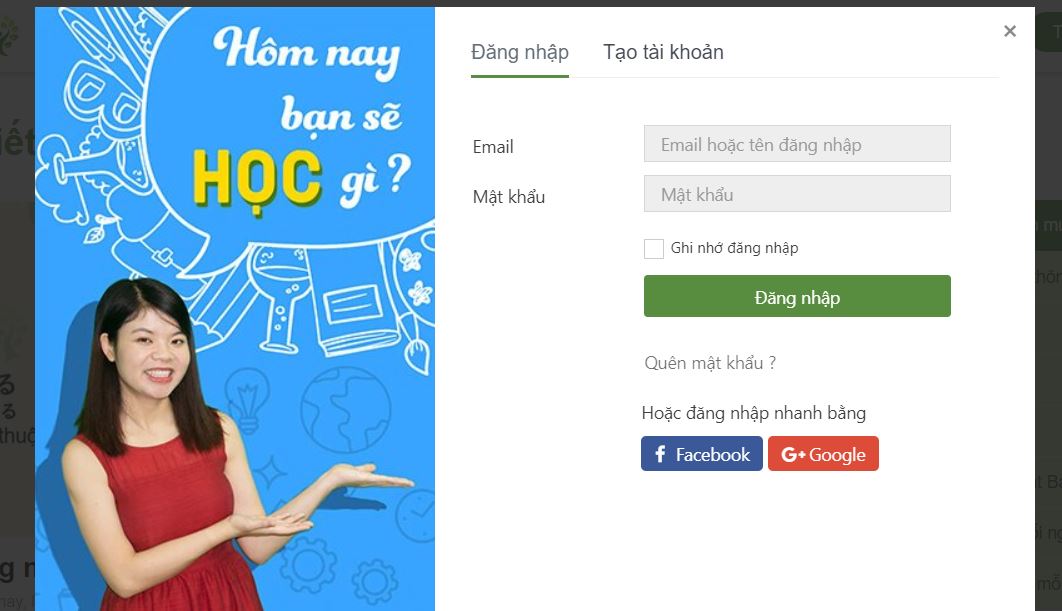 Hôm nay
bạn sẽ
HỌC gì ?
Đăng nhập
Tạo tài khoản
×
Email
Email hoặc tên đăng nhập
Mật khẩu
Mật khẩu
Ghi nhớ đăng nhập
Đăng nhập
Quên mật khẩu ?
Hoặc đăng nhập nhanh bằng
Facebook
G+ Google